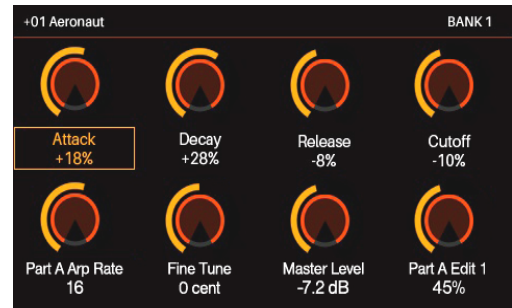 +01 Aeronaut BANK 1
Attack Decay Release Cutoff
+18% +28% -8% -10%
Part A Arp Rate Fine Tune Master Level Part A Edit 1
16 0 cent -7.2 dB 45%